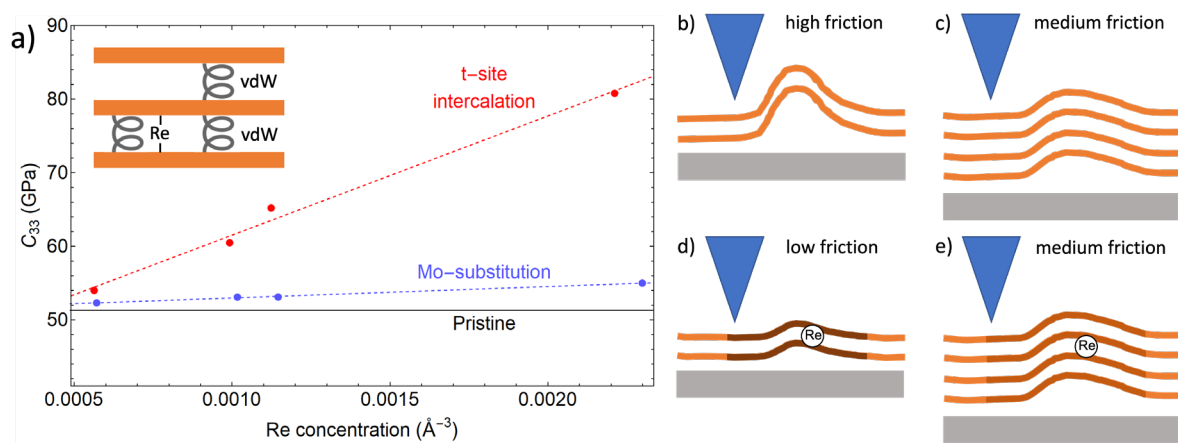 a)
90
80
70
60
50
C33 (GPa)
vdW
Re
vdW
t-site
intercalation
Mo-substitution
Pristine
0.0005
0.0010
0.0015
0.0020
Re concentration (Å⁻³)
b)
high friction
c)
medium friction
d)
low friction
Re
e)
medium friction
Re